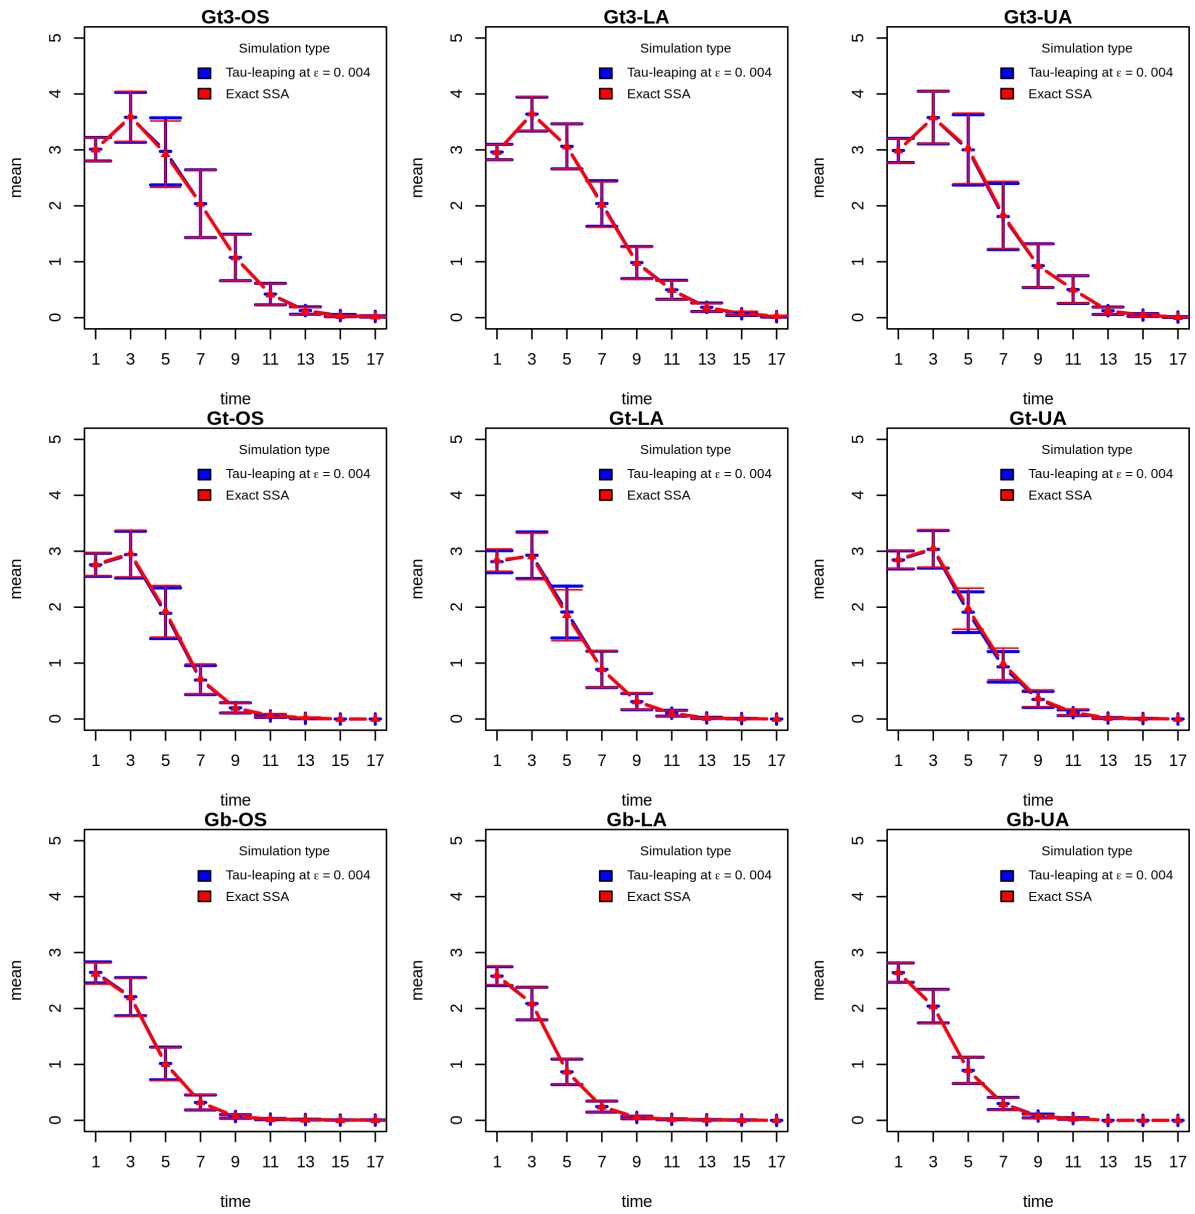 Gt3-OS
mean
5
4
3
2
1
0
Simulation type
Tau-leaping at ε = 0. 004
Exact SSA
1 3 5 7 9 11 13 15 17
time
Gt3-LA
mean
5
4
3
2
1
0
Simulation type
Tau-leaping at ε = 0. 004
Exact SSA
1 3 5 7 9 11 13 15 17
time
Gt3-UA
mean
5
4
3
2
1
0
Simulation type
Tau-leaping at ε = 0. 004
Exact SSA
1 3 5 7 9 11 13 15 17
time
Gt-OS
mean
5
4
3
2
1
0
Simulation type
Tau-leaping at ε = 0. 004
Exact SSA
1 3 5 7 9 11 13 15 17
time
Gt-LA
mean
5
4
3
2
1
0
Simulation type
Tau-leaping at ε = 0. 004
Exact SSA
1 3 5 7 9 11 13 15 17
time
Gt-UA
mean
5
4
3
2
1
0
Simulation type
Tau-leaping at ε = 0. 004
Exact SSA
1 3 5 7 9 11 13 15 17
time
Gb-OS
mean
5
4
3
2
1
0
Simulation type
Tau-leaping at ε = 0. 004
Exact SSA
1 3 5 7 9 11 13 15 17
time
Gb-LA
mean
5
4
3
2
1
0
Simulation type
Tau-leaping at ε = 0. 004
Exact SSA
1 3 5 7 9 11 13 15 17
time
Gb-UA
mean
5
4
3
2
1
0
Simulation type
Tau-leaping at ε = 0. 004
Exact SSA
1 3 5 7 9 11 13 15 17
time